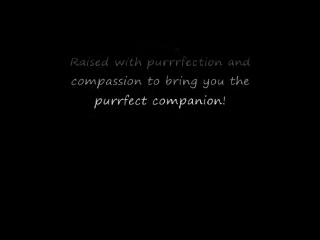 Raised with purrrfection and
compassion to bring you the
purrfect companion!